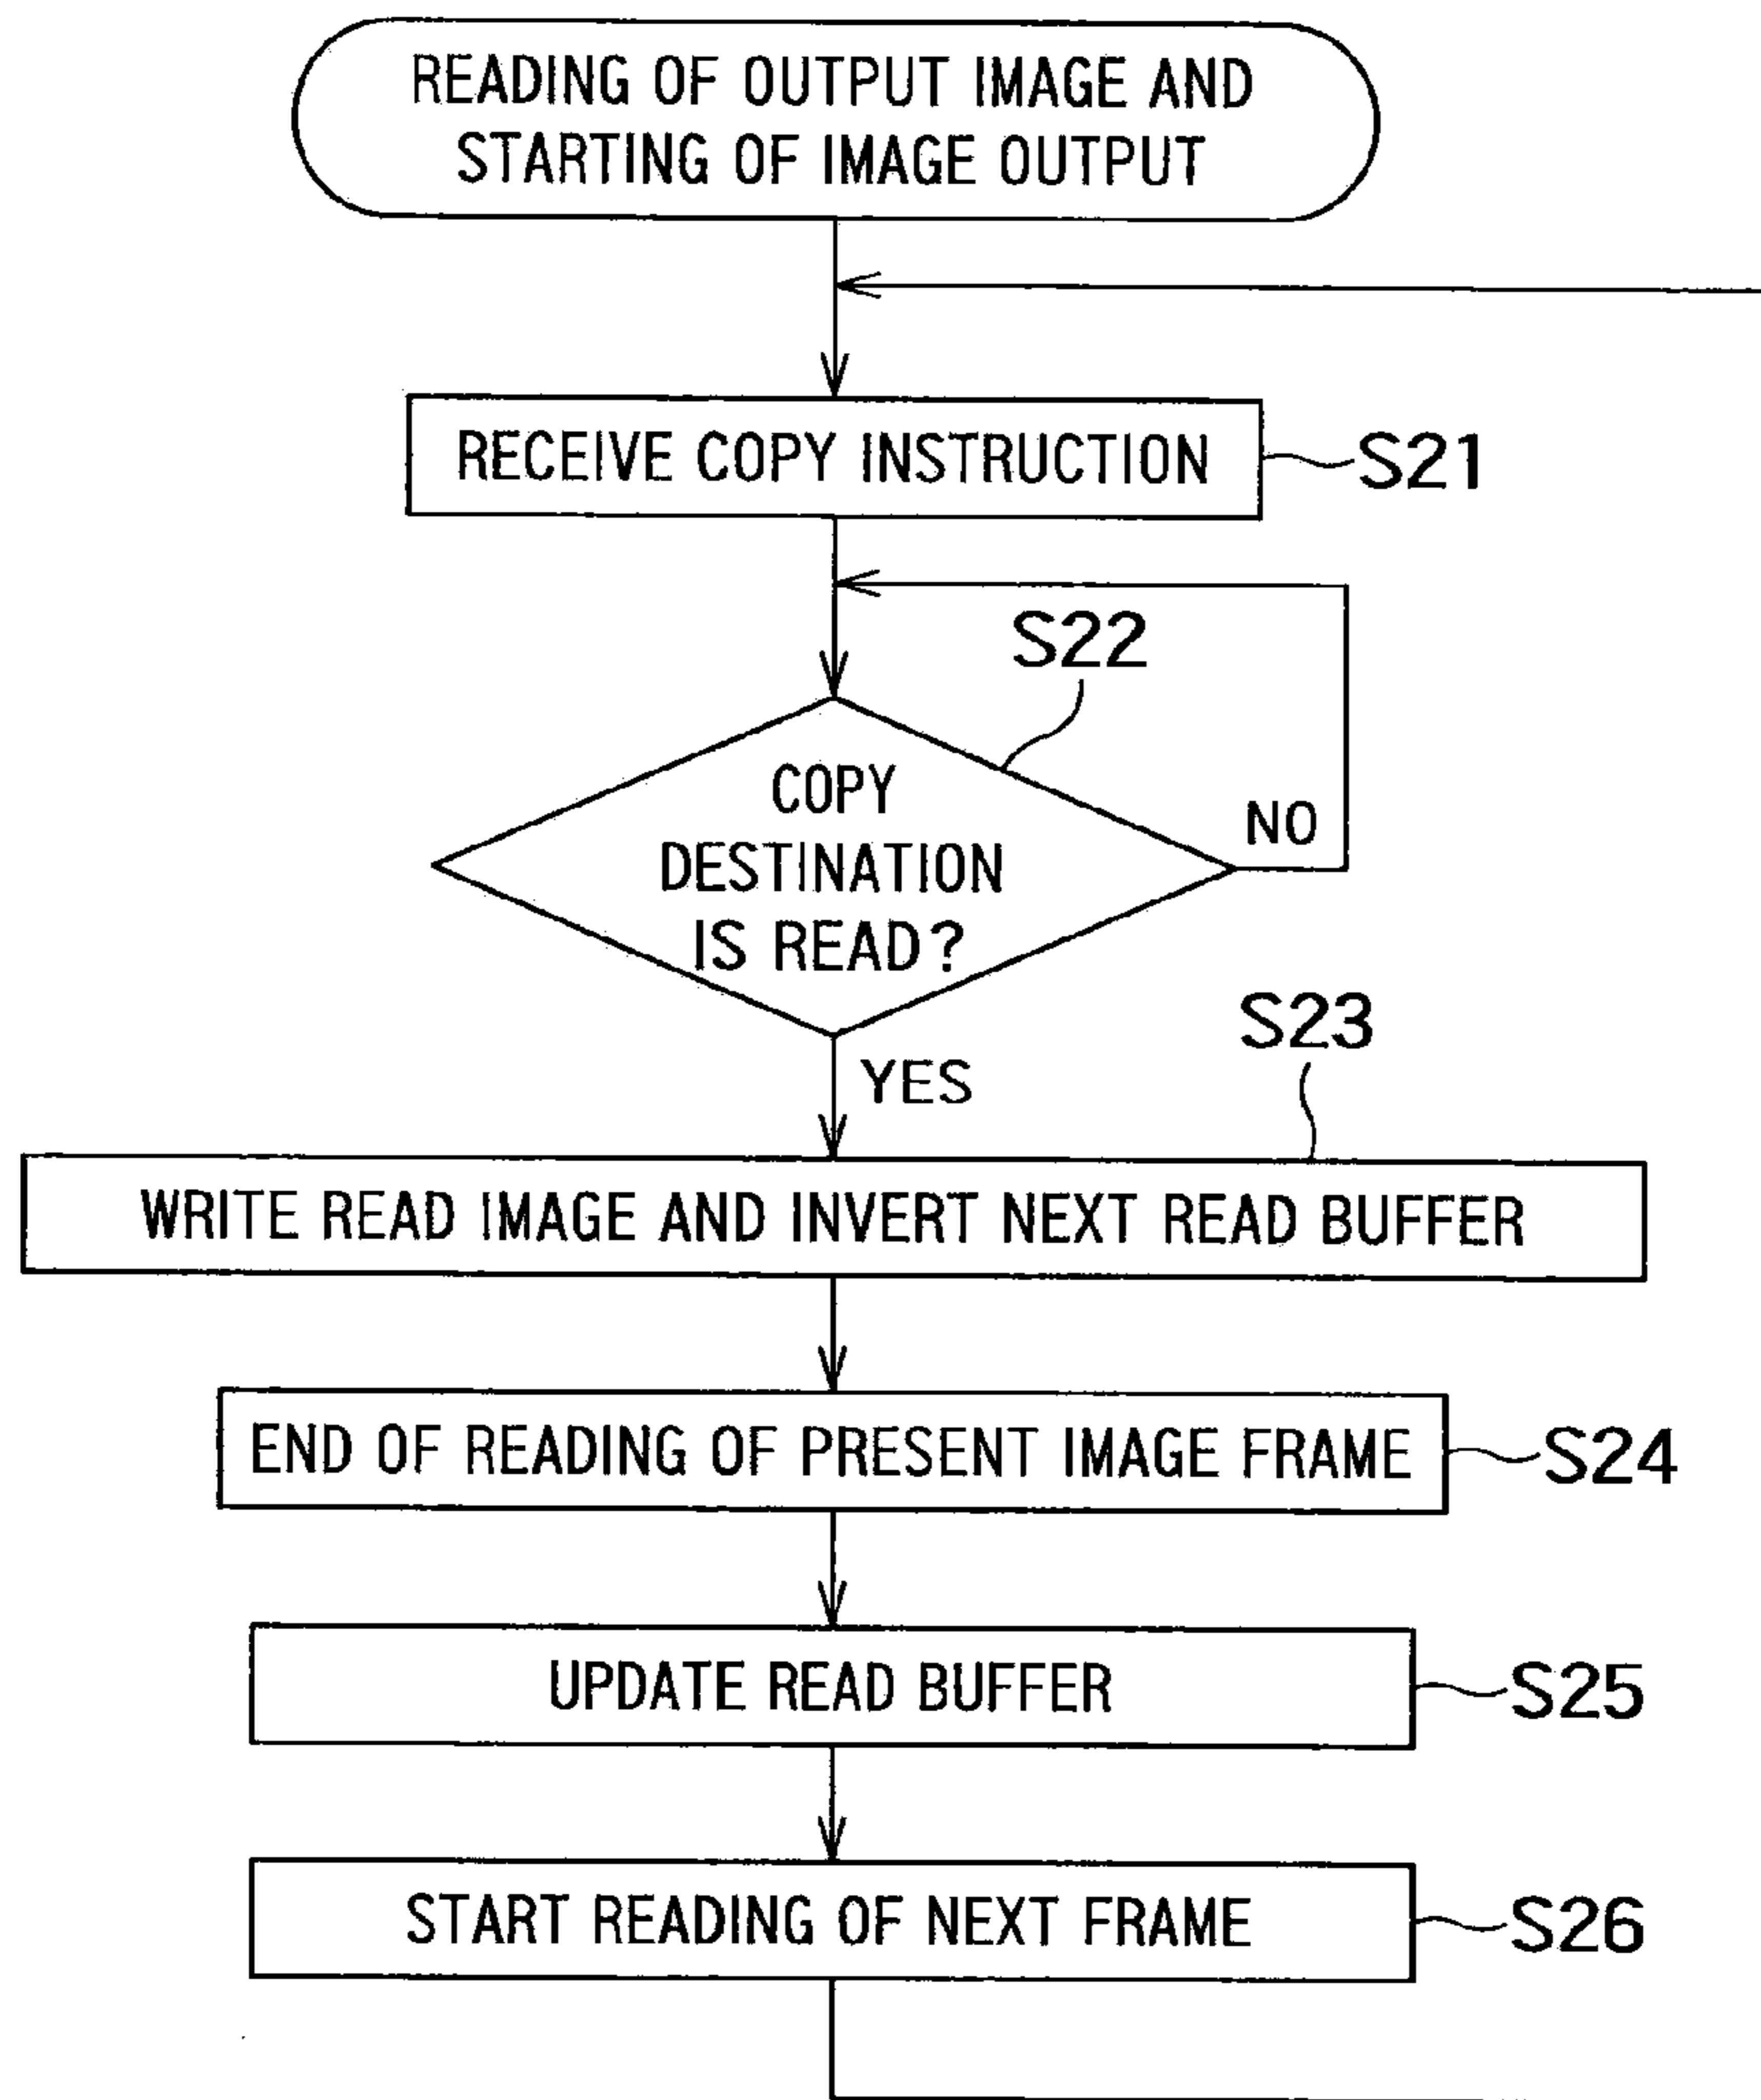 READING OF OUTPUT IMAGE AND
STARTING OF IMAGE OUTPUT
RECEIVE COPY INSTRUCTION
S21
S22
COPY
DESTINATION
IS READ?
NO
YES
S23
WRITE READ IMAGE AND INVERT NEXT READ BUFFER
END OF READING OF PRESENT IMAGE FRAME
S24
UPDATE READ BUFFER
S25
START READING OF NEXT FRAME
S26